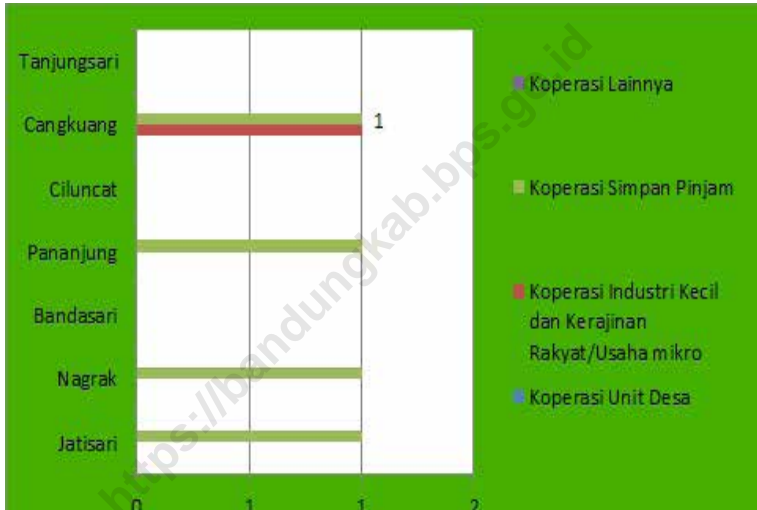 Tanjungsari
Cangkuang
Ciluncat
Pananjung
Bandasari
Nagrak
Jatisari
1
0 1 1 2
Koperasi Lainnya
Koperasi Simpan Pinjam
Koperasi Industri Kecil
dan Kerajinan
Rakyat/Usaha mikro
Koperasi Unit Desa
https://bandungkab.bps.go.id